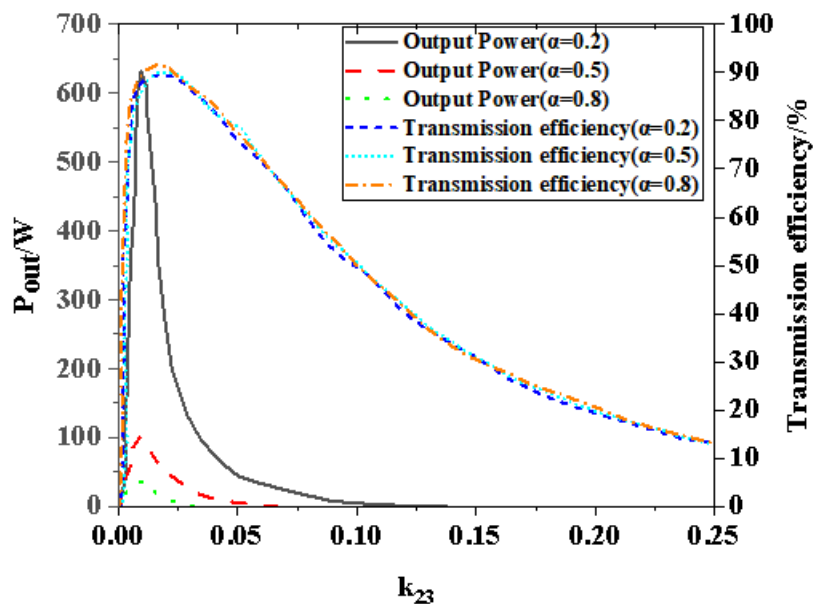 700
600
500
400
300
200
100
0
P_out/W
Output Power(α=0.2)
Output Power(α=0.5)
Output Power(α=0.8)
Transmission efficiency(α=0.2)
Transmission efficiency(α=0.5)
Transmission efficiency(α=0.8)
100
90
80
70
60
50
40
30
20
10
0
Transmission efficiency/%
0.00 0.05 0.10 0.15 0.20 0.25
k_23